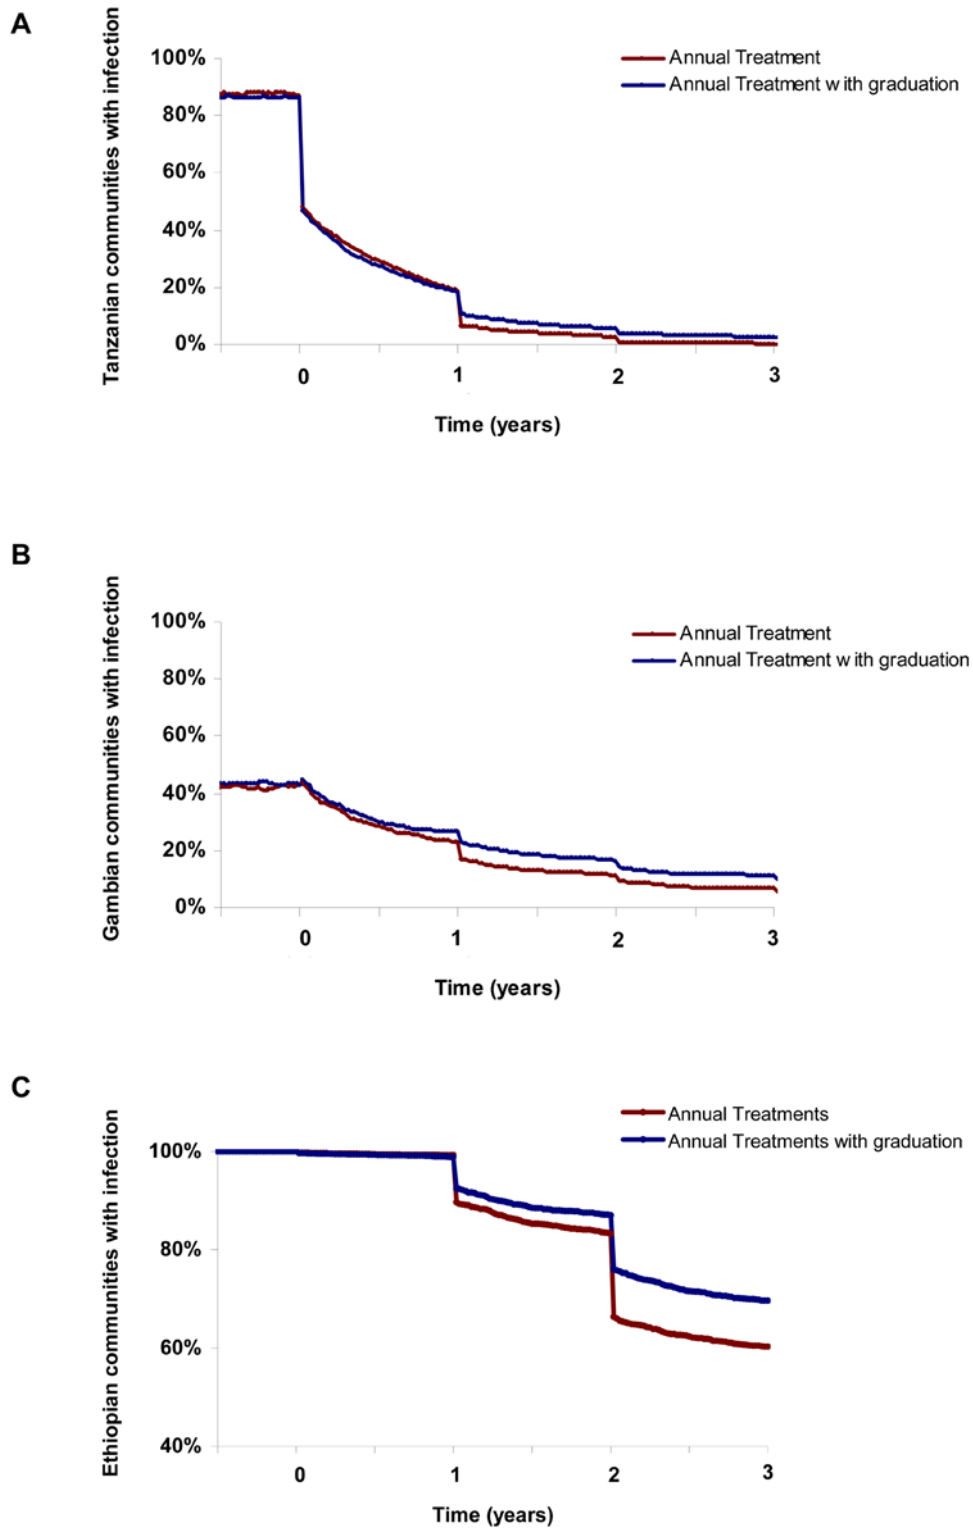 A
Tanzanian communities with infection
100%
80%
60%
40%
20%
0%
Annual Treatment
Annual Treatment with graduation
0 1 2 3
Time (years)
B
Gambian communities with infection
100%
80%
60%
40%
20%
0%
Annual Treatment
Annual Treatment with graduation
0 1 2 3
Time (years)
C
Ethiopian communities with infection
100%
80%
60%
40%
Annual Treatments
Annual Treatments with graduation
0 1 2 3
Time (years)